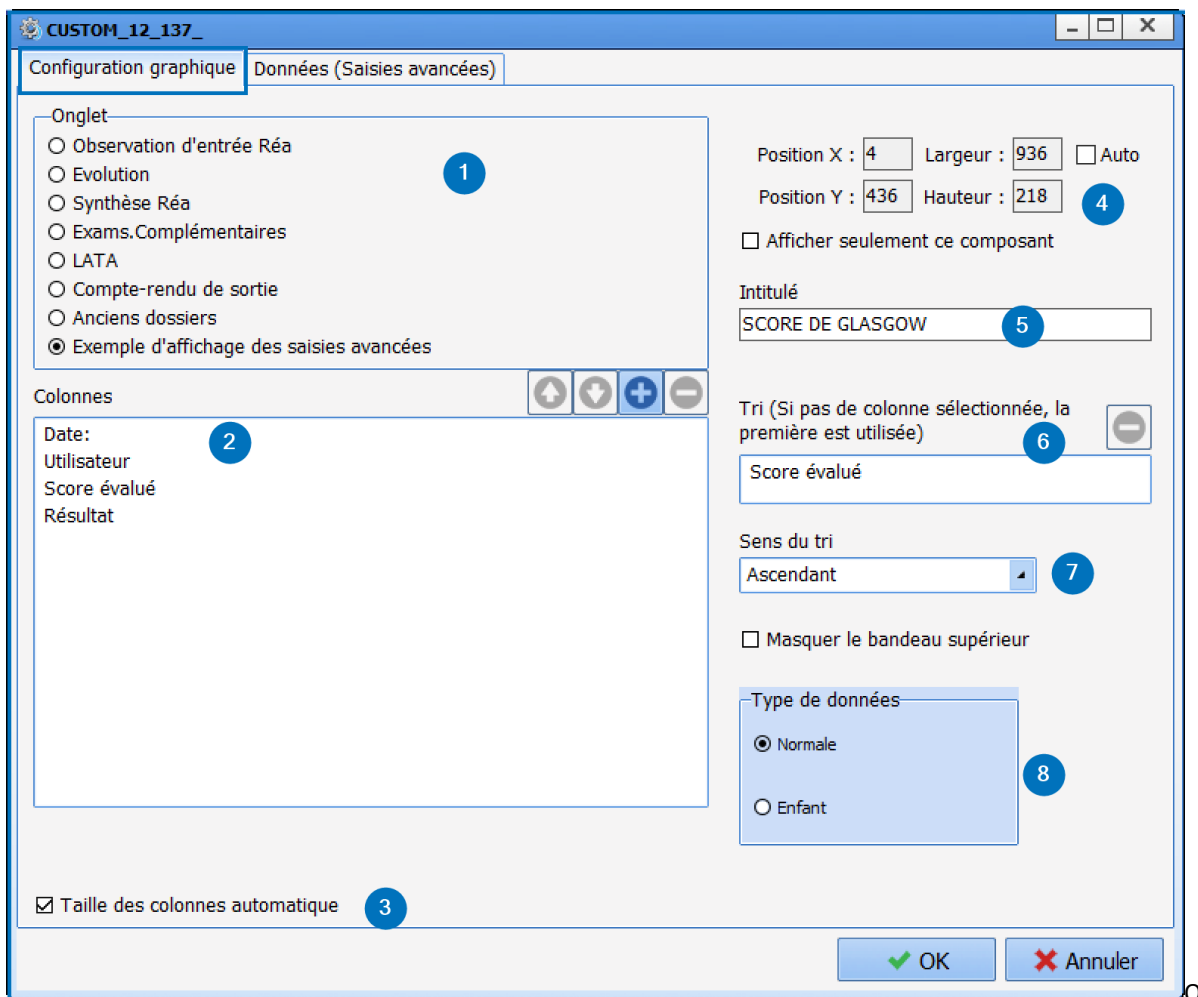 CUSTOM_12_137_
Configuration graphique
Données (Saisies avancées)
Onglet
Observation d'entrée Réa
Evolution
Synthèse Réa
Exams.Complémentaires
LATA
Compte-rendu de sortie
Anciens dossiers
Exemple d'affichage des saisies avancées
1
Colonnes
Date:
Utilisateur
Score évalué
Résultat
2
Taille des colonnes automatique
3
Position X : 4 Largeur : 936 Auto
Position Y : 436 Hauteur : 218
4
Afficher seulement ce composant
Intitulé
SCORE DE GLASGOW
5
Tri (Si pas de colonne sélectionnée, la
première est utilisée)
6
Score évalué
Sens du tri
Ascendant
7
Masquer le bandeau supérieur
Type de données
Normale
8
Enfant
OK
Annuler